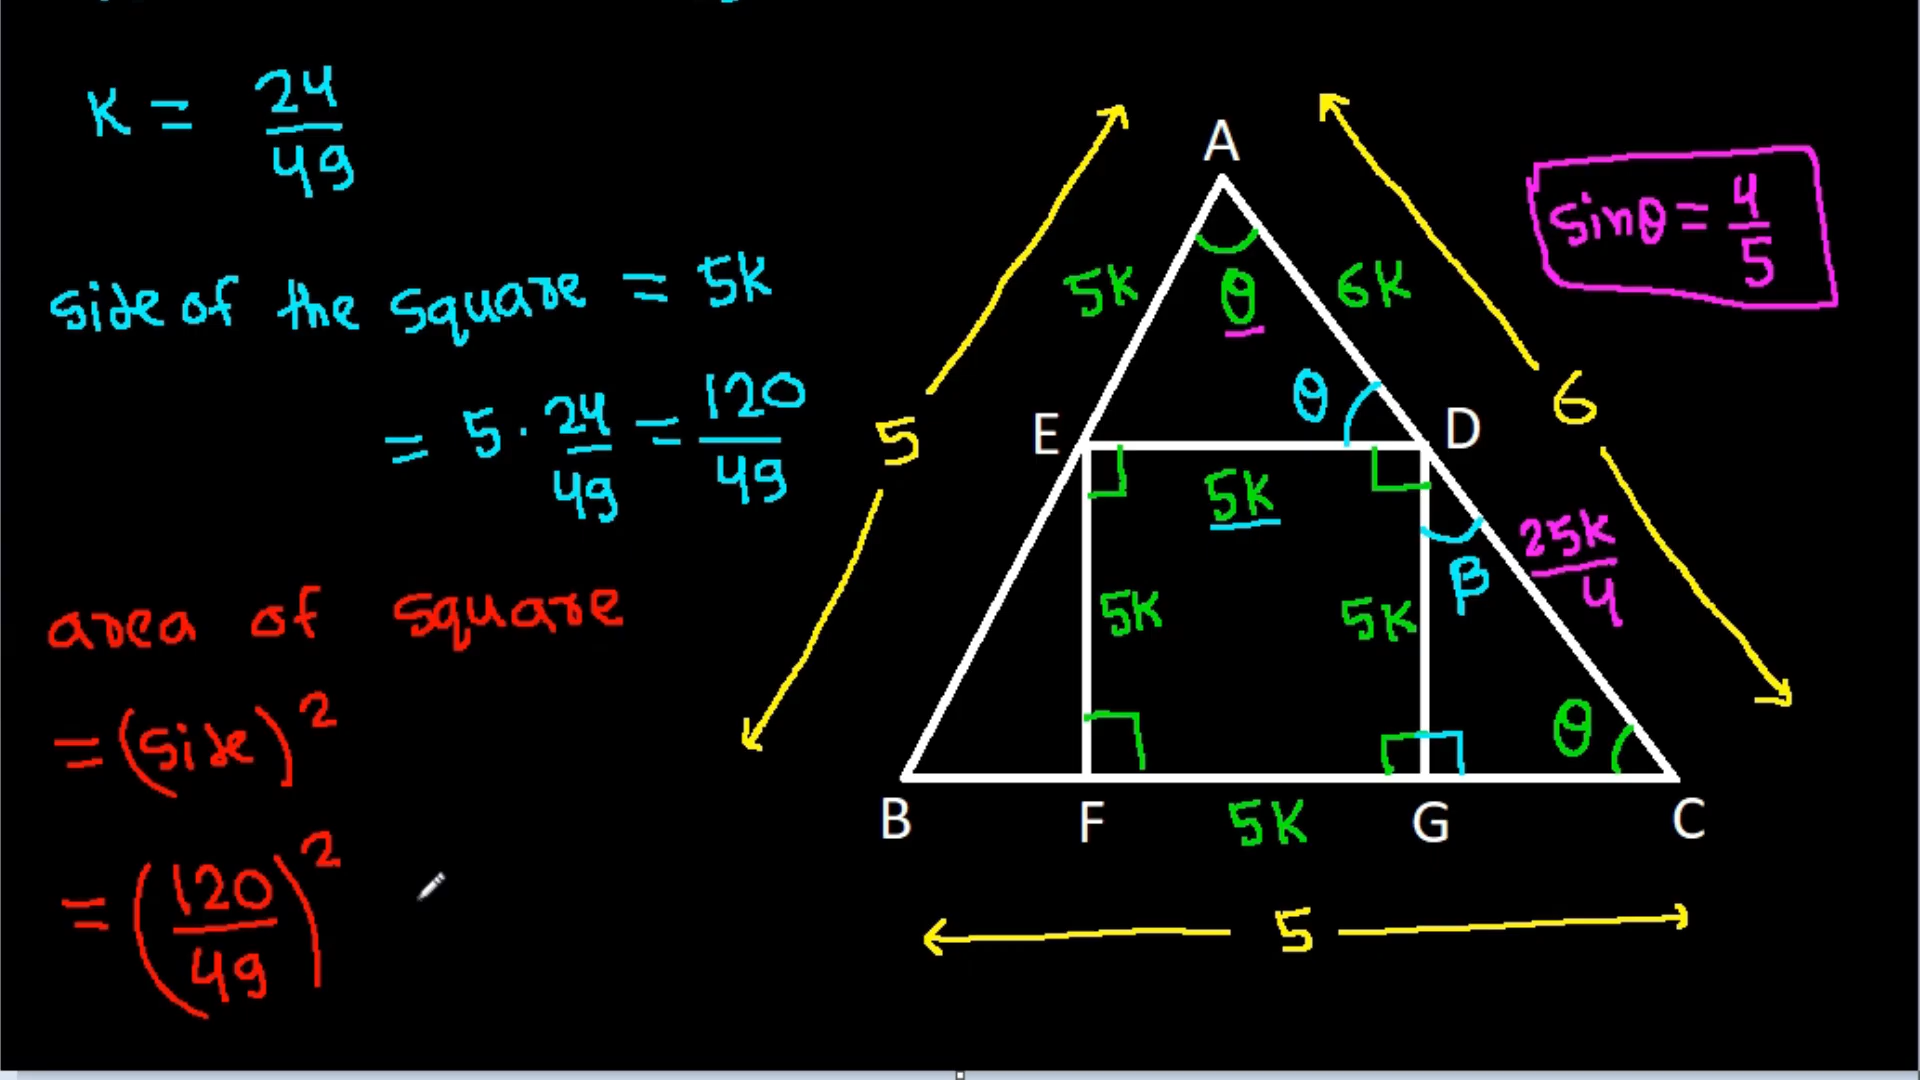 K = 24/49
side of the square = 5K
= 5 · 24/49 = 120/49
area of square
= (side)²
= (120/49)²
A
sinθ = 4/5
5K
θ
6K
θ
E
D
5
6
5K
25K/4
β
5K
5K
θ
B
F
5K
G
C
5